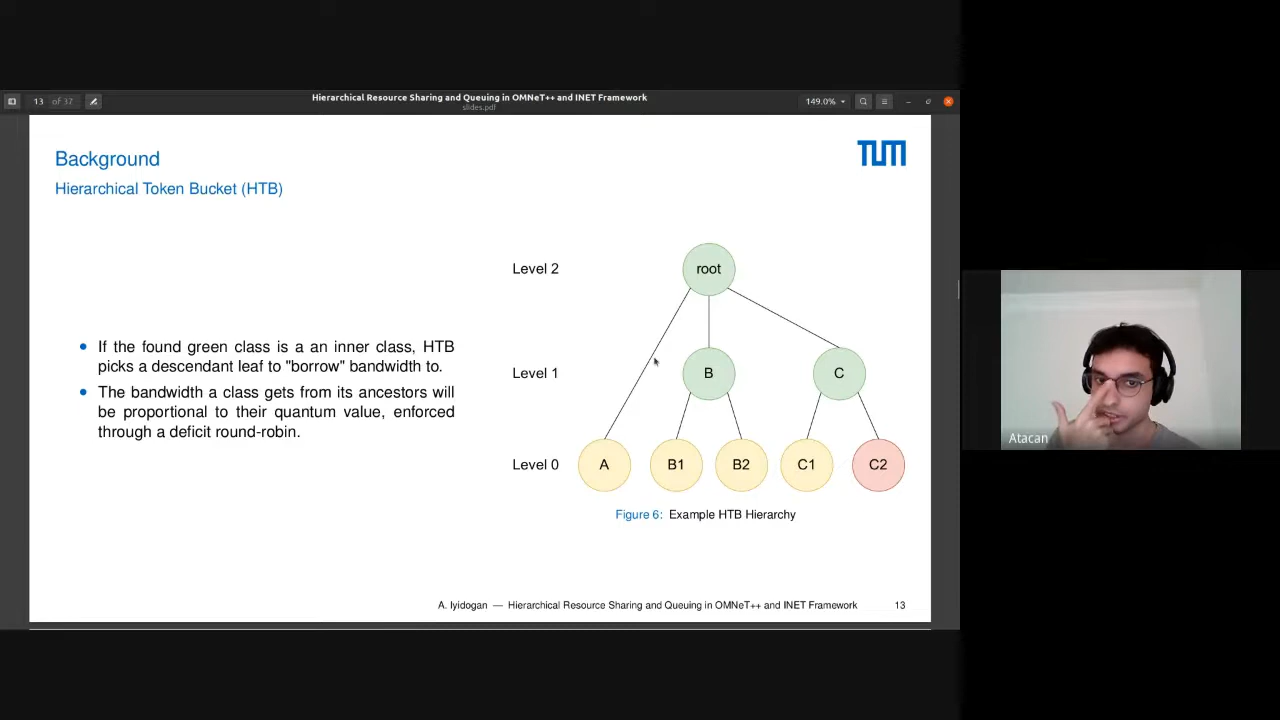 13 of 37
Hierarchical Resource Sharing and Queuing in OMNeT++ and INET Framework
slides.pdf
149.0%
Background
TUM
Hierarchical Token Bucket (HTB)
Level 2
root
If the found green class is a an inner class, HTB
picks a descendant leaf to "borrow" bandwidth to.
The bandwidth a class gets from its ancestors will
be proportional to their quantum value, enforced
through a deficit round-robin.
Level 1
B
C
Level 0
A
B1
B2
C1
C2
Figure 6: Example HTB Hierarchy
A. Iyidogan — Hierarchical Resource Sharing and Queuing in OMNeT++ and INET Framework
13
Atacan